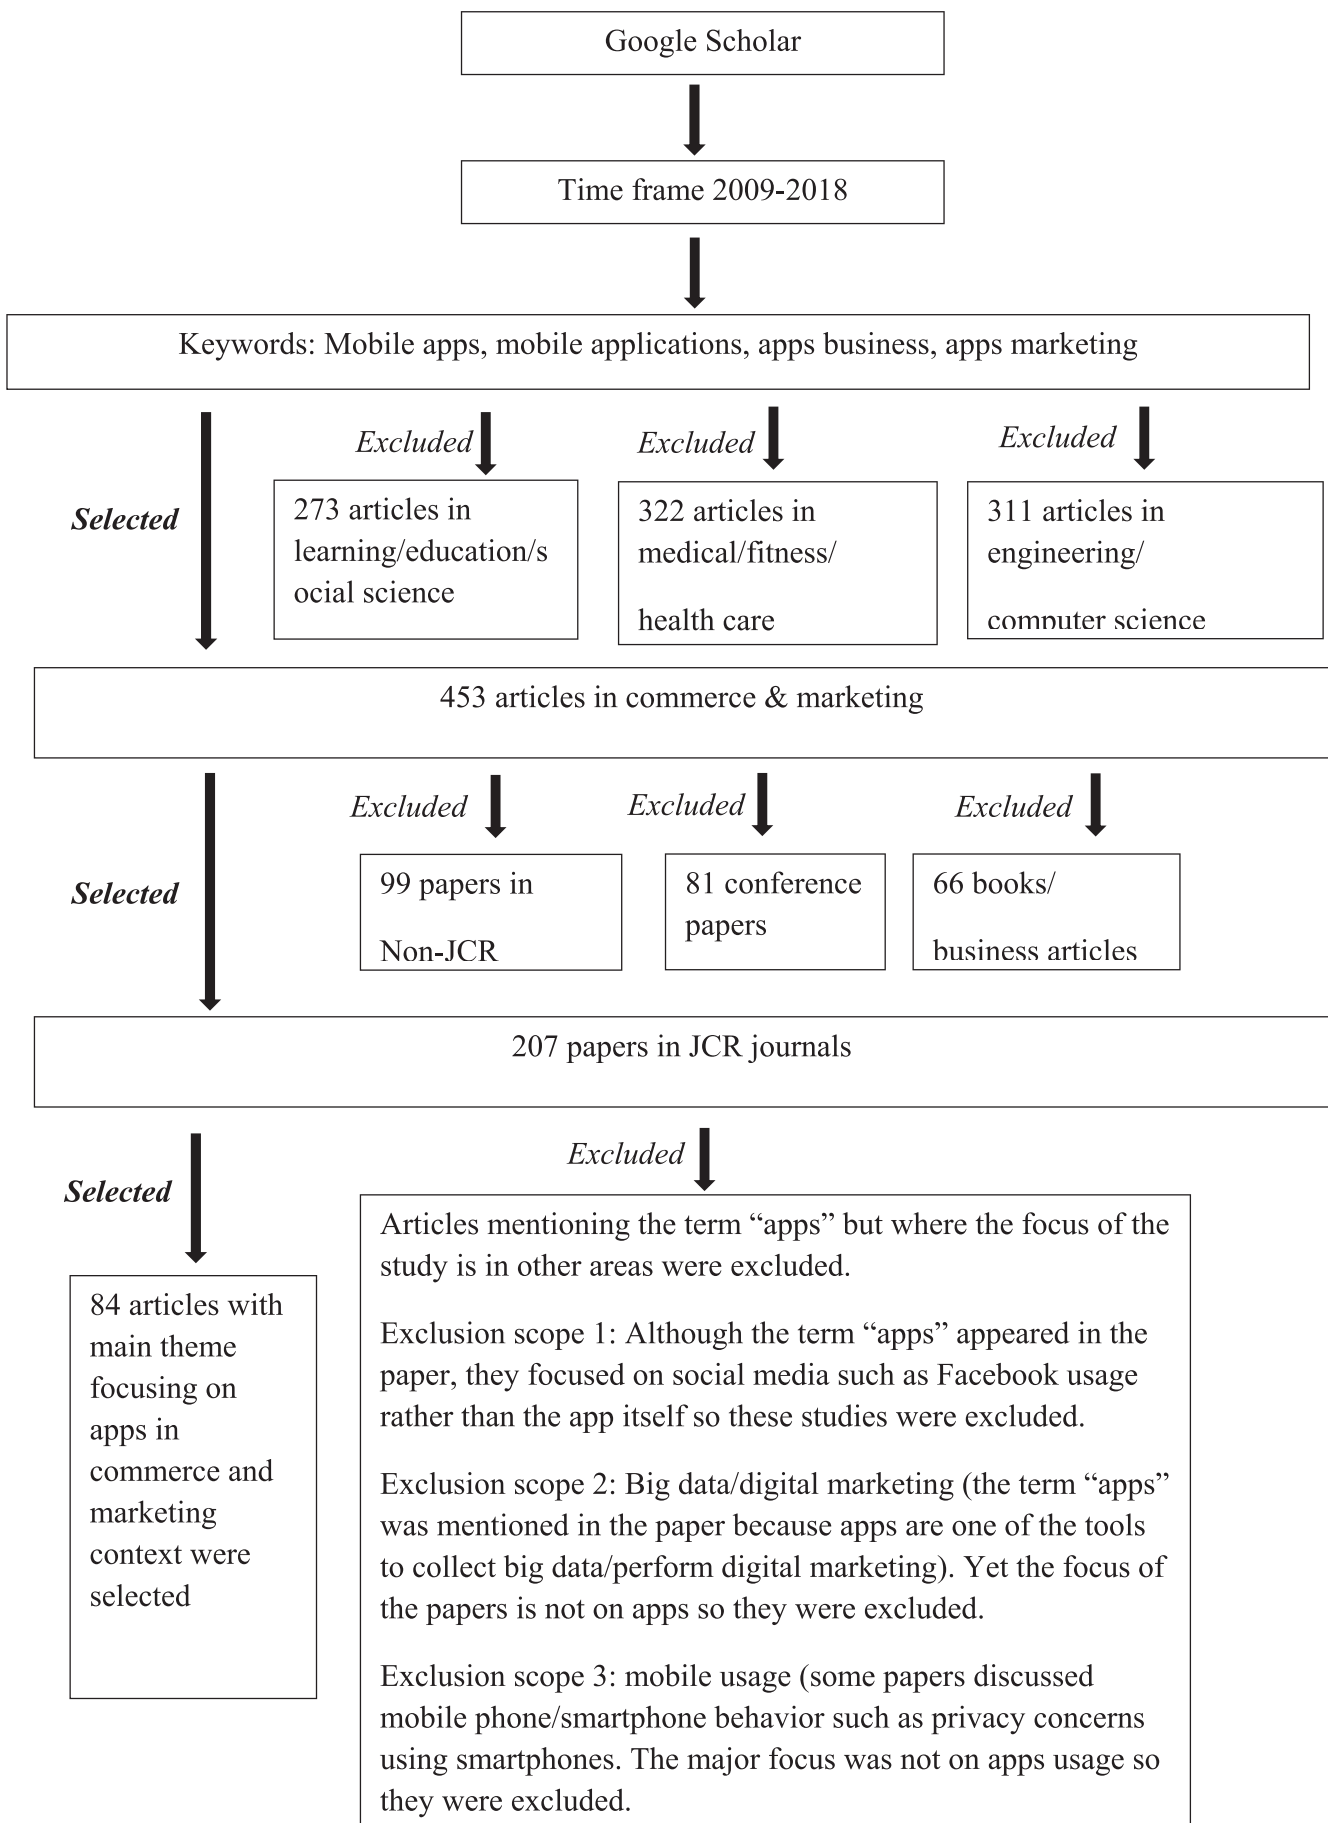 Google Scholar
Time frame 2009-2018
Keywords: Mobile apps, mobile applications, apps business, apps marketing
Selected
Excluded
273 articles in
learning/education/s
ocial science
Excluded
322 articles in
medical/fitness/
health care
Excluded
311 articles in
engineering/
computer science
453 articles in commerce & marketing
Selected
Excluded
99 papers in
Non-JCR
Excluded
81 conference
papers
Excluded
66 books/
business articles
207 papers in JCR journals
Selected
84 articles with
main theme
focusing on
apps in
commerce and
marketing
context were
selected
Excluded
Articles mentioning the term “apps” but where the focus of the
study is in other areas were excluded.
Exclusion scope 1: Although the term “apps” appeared in the
paper, they focused on social media such as Facebook usage
rather than the app itself so these studies were excluded.
Exclusion scope 2: Big data/digital marketing (the term “apps”
was mentioned in the paper because apps are one of the tools
to collect big data/perform digital marketing). Yet the focus of
the papers is not on apps so they were excluded.
Exclusion scope 3: mobile usage (some papers discussed
mobile phone/smartphone behavior such as privacy concerns
using smartphones. The major focus was not on apps usage so
they were excluded.